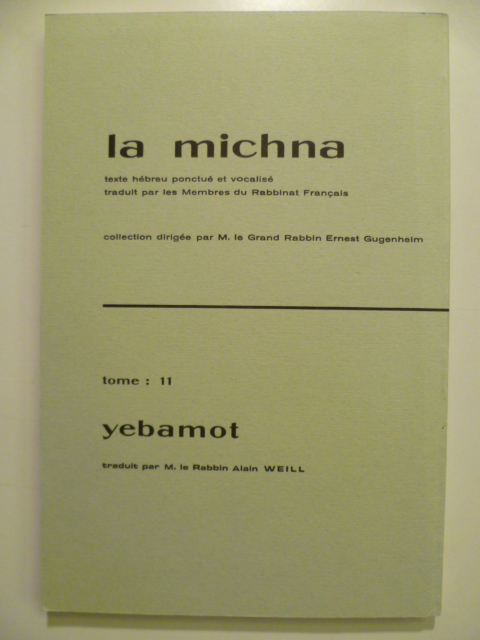 la michna
texte hébreu ponctué et vocalisé
traduit par les Membres du Rabbinat Français
collection dirigée par M. le Grand Rabbin Ernest Gugenheim
tome : 11
yebamot
traduit par M. le Rabbin Alain WEILL